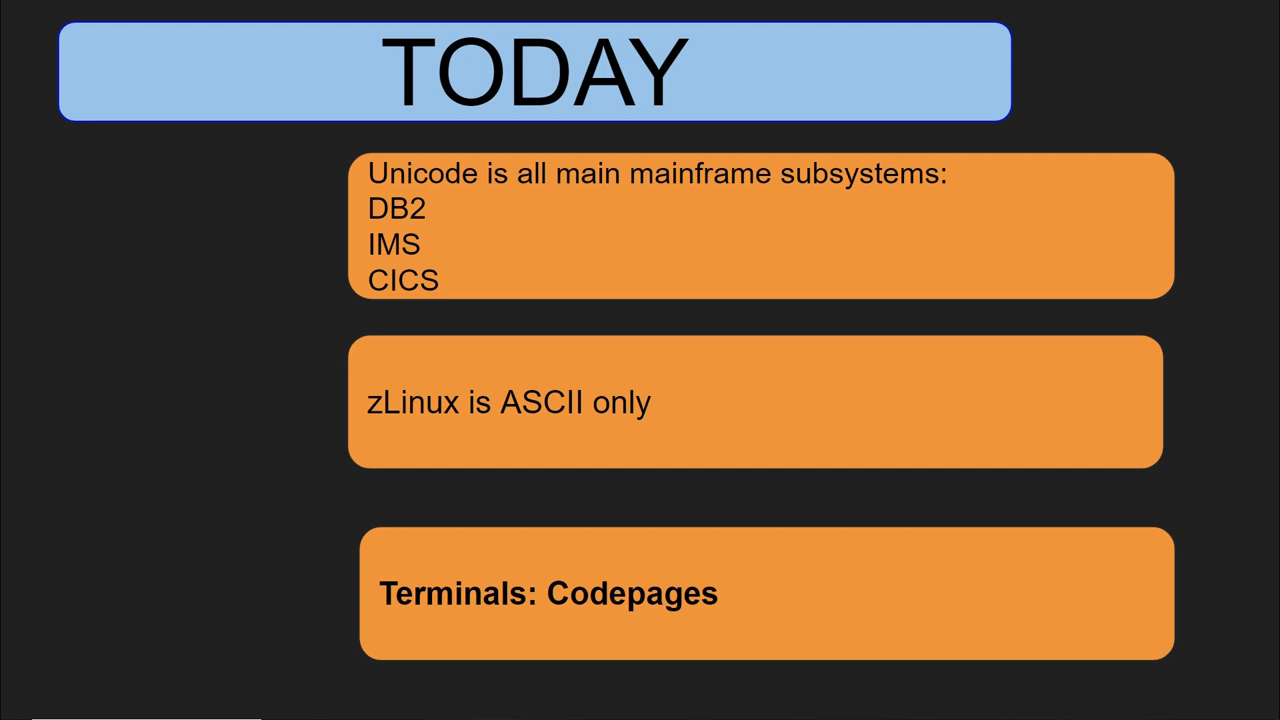 TODAY
Unicode is all main mainframe subsystems:
DB2
IMS
CICS
zLinux is ASCII only
Terminals: Codepages